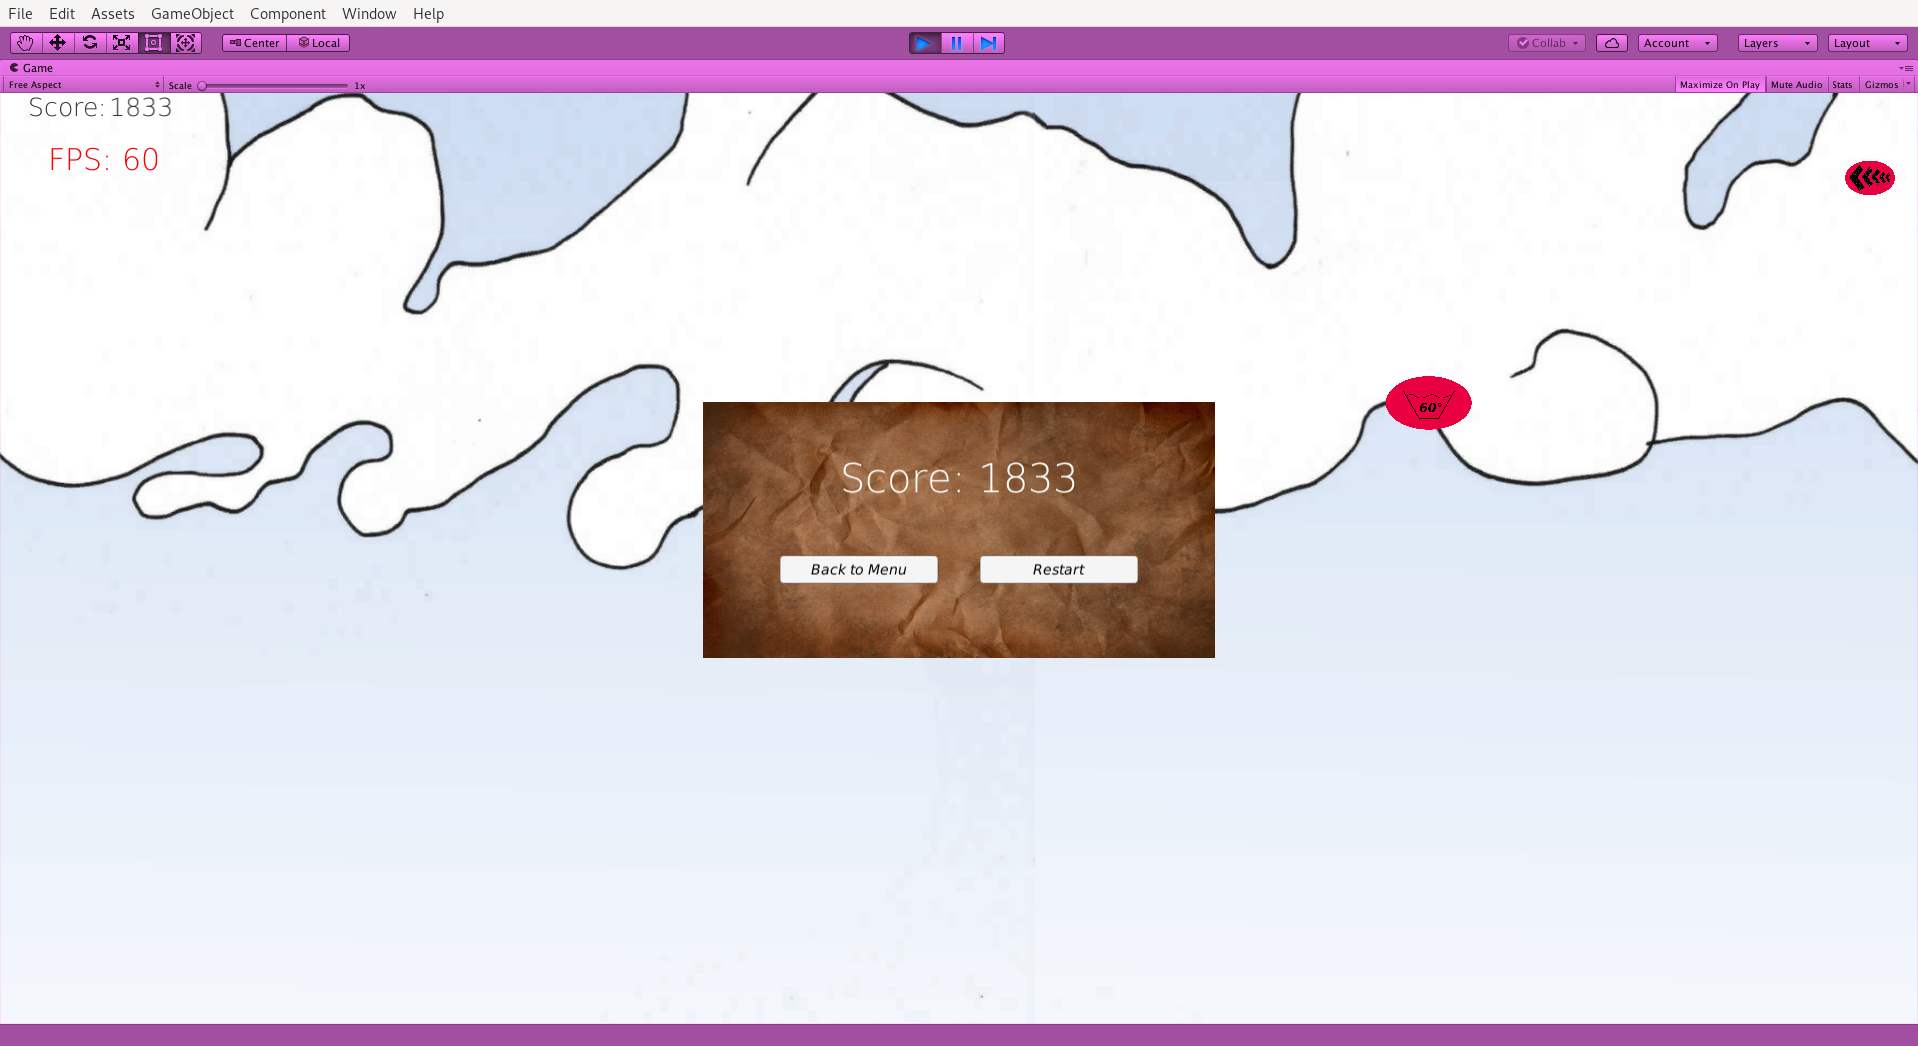 File Edit Assets GameObject Component Window Help
Center Local Collab Account Layers Layout
Game
Free Aspect Scale 1x Maximize On Play Mute Audio Stats Gizmos
Score: 1833
FPS: 60
60°
Score: 1833
Back to Menu Restart